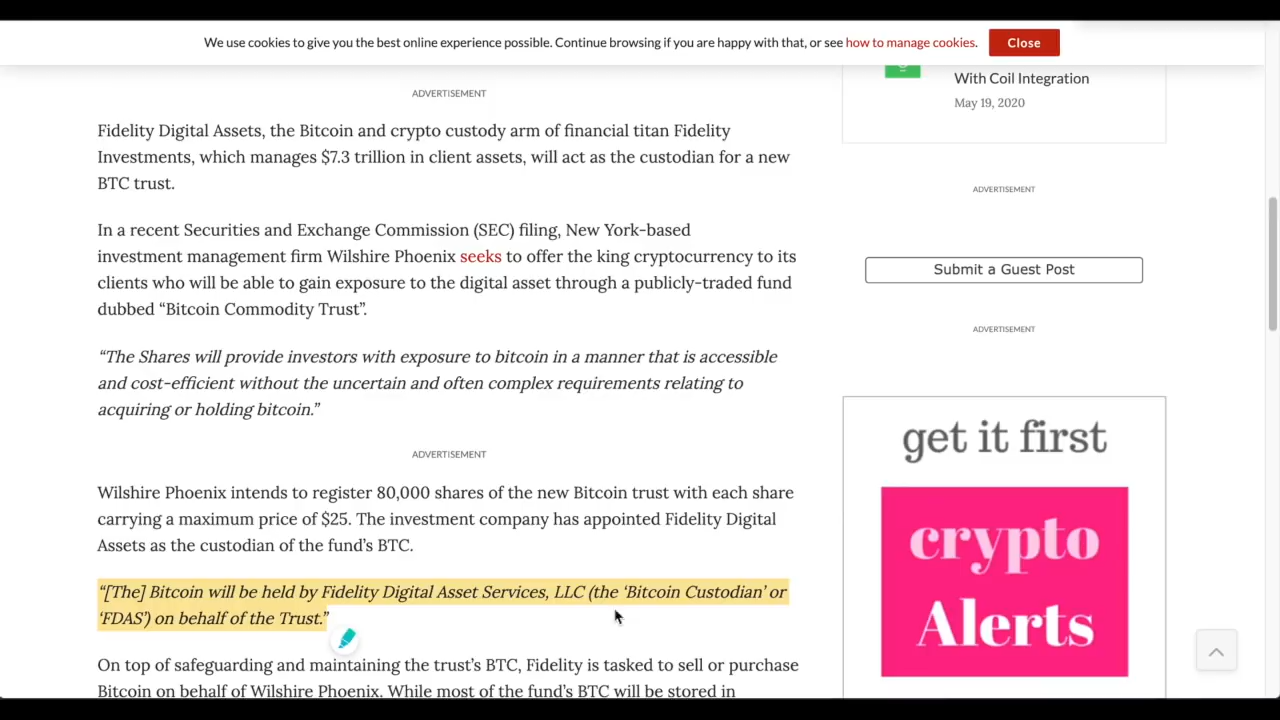 We use cookies to give you the best online experience possible. Continue browsing if you are happy with that, or see how to manage cookies.
Close
ADVERTISEMENT
Fidelity Digital Assets, the Bitcoin and crypto custody arm of financial titan Fidelity
Investments, which manages $7.3 trillion in client assets, will act as the custodian for a new
BTC trust.
In a recent Securities and Exchange Commission (SEC) filing, New York-based
investment management firm Wilshire Phoenix seeks to offer the king cryptocurrency to its
clients who will be able to gain exposure to the digital asset through a publicly-traded fund
dubbed “Bitcoin Commodity Trust”.
“The Shares will provide investors with exposure to bitcoin in a manner that is accessible
and cost-efficient without the uncertain and often complex requirements relating to
acquiring or holding bitcoin.”
ADVERTISEMENT
Wilshire Phoenix intends to register 80,000 shares of the new Bitcoin trust with each share
carrying a maximum price of $25. The investment company has appointed Fidelity Digital
Assets as the custodian of the fund’s BTC.
“[The] Bitcoin will be held by Fidelity Digital Asset Services, LLC (the ‘Bitcoin Custodian’ or
‘FDAS’) on behalf of the Trust.”
On top of safeguarding and maintaining the trust’s BTC, Fidelity is tasked to sell or purchase
Bitcoin on behalf of Wilshire Phoenix. While most of the fund’s BTC will be stored in
With Coil Integration
May 19, 2020
ADVERTISEMENT
Submit a Guest Post
ADVERTISEMENT
get it first
crypto
Alerts